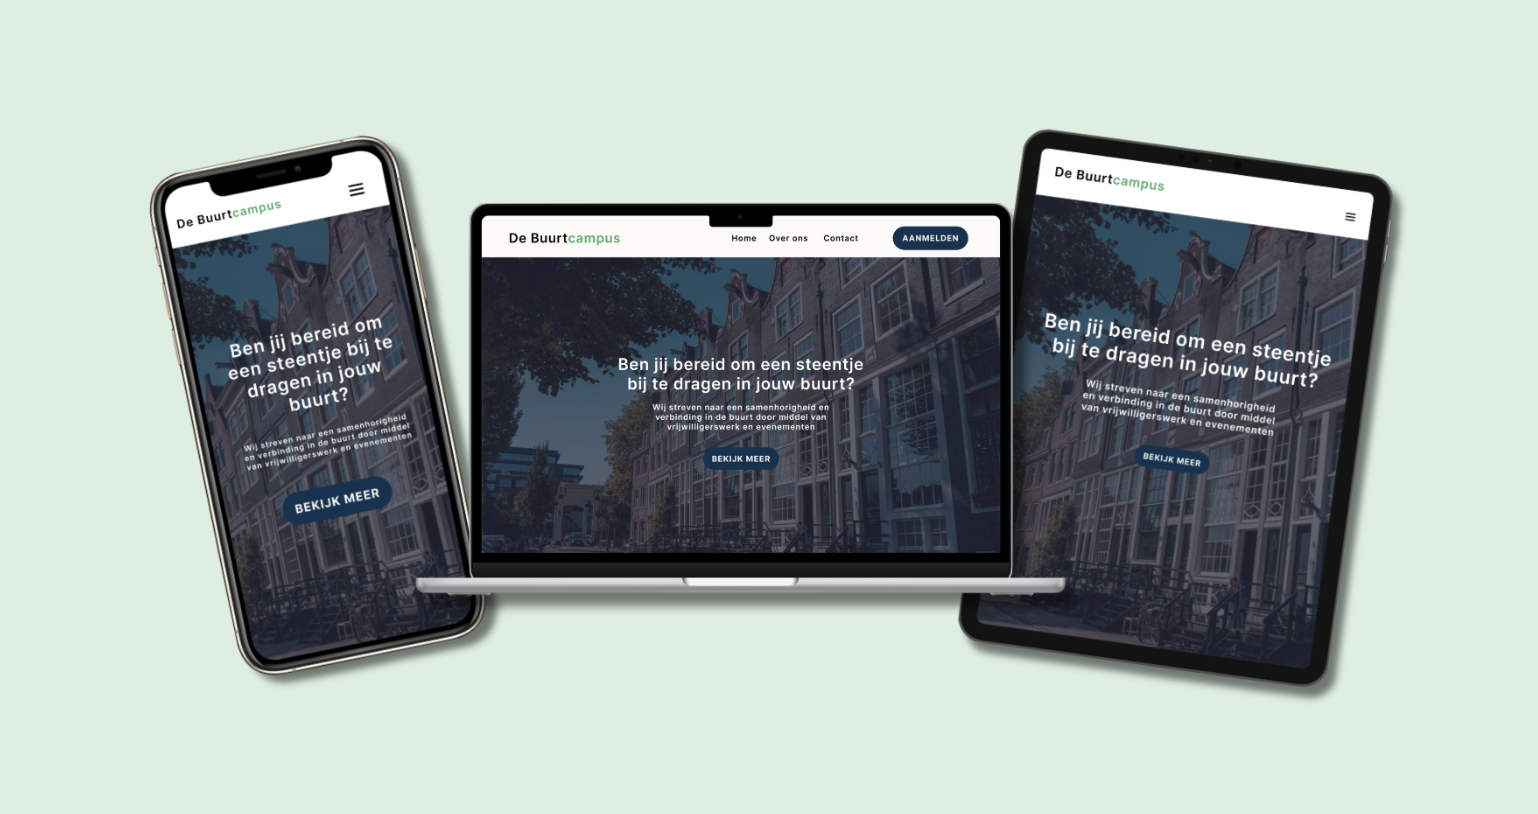 De Buurtcampus
Ben jij bereid om
een steentje bij te
dragen in jouw
buurt?
Wij streven naar een samenhorigheid
en verbinding in de buurt door middel
van vrijwilligerswerk en evenementen
BEKIJK MEER
De Buurtcampus
Home Over ons Contact AANMELDEN
Ben jij bereid om een steentje
bij te dragen in jouw buurt?
Wij streven naar een samenhorigheid en
verbinding in de buurt door middel van
vrijwilligerswerk en evenementen
BEKIJK MEER
De Buurtcampus
Ben jij bereid om een steentje
bij te dragen in jouw buurt?
Wij streven naar een samenhorigheid
en verbinding in de buurt door middel
van vrijwilligerswerk en evenementen
BEKIJK MEER